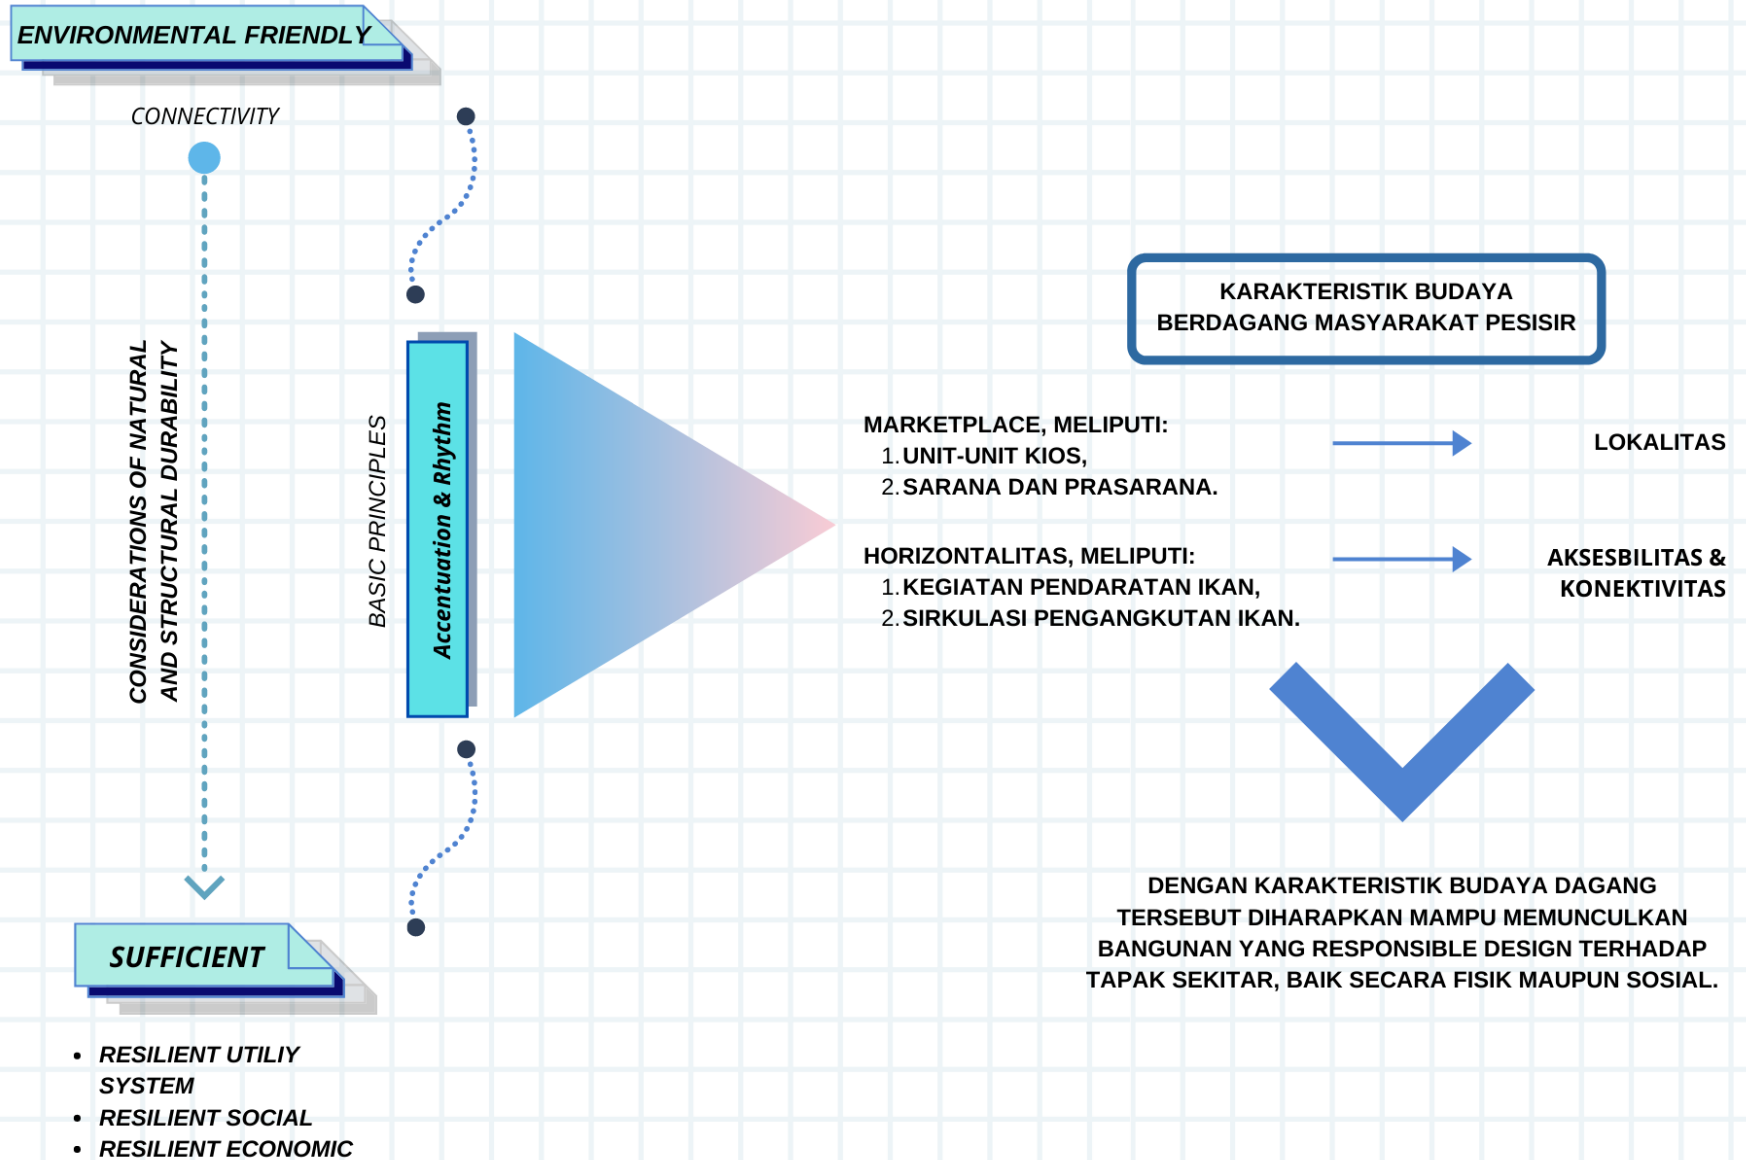 ENVIRONMENTAL FRIENDLY
CONNECTIVITY
CONSIDERATIONS OF NATURAL
AND STRUCTURAL DURABILITY
SUFFICIENT
• RESILIENT UTILIY
SYSTEM
• RESILIENT SOCIAL
• RESILIENT ECONOMIC
BASIC PRINCIPLES
Accentuation & Rhythm
KARAKTERISTIK BUDAYA
BERDAGANG MASYARAKAT PESISIR
MARKETPLACE, MELIPUTI:
1. UNIT-UNIT KIOS,
2. SARANA DAN PRASARANA.
LOKALITAS
HORIZONTALITAS, MELIPUTI:
1. KEGIATAN PENDARATAN IKAN,
2. SIRKULASI PENGANGKUTAN IKAN.
AKSESBILITAS &
KONEKTIVITAS
DENGAN KARAKTERISTIK BUDAYA DAGANG
TERSEBUT DIHARAPKAN MAMPU MEMUNCULKAN
BANGUNAN YANG RESPONSIBLE DESIGN TERHADAP
TAPAK SEKITAR, BAIK SECARA FISIK MAUPUN SOSIAL.